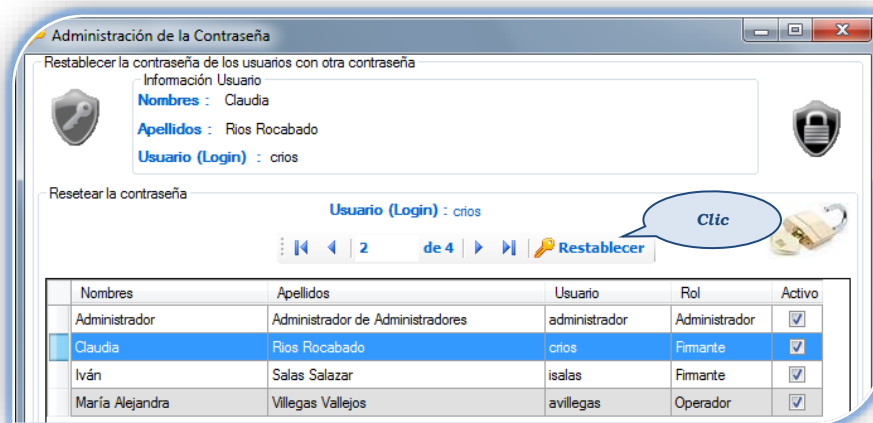 Administración de la Contraseña
Restablecer la contraseña de los usuarios con otra contraseña
Información Usuario
Nombres : Claudia
Apellidos : Rios Rocabado
Usuario (Login) : crios
Resetear la contraseña
Usuario (Login) : crios
Clic
2 de 4 Restablecer
Nombres Apellidos Usuario Rol Activo
Administrador Administrador de Administradores administrador Administrador
Claudia Rios Rocabado crios Firmante
Iván Salas Salazar isalas Firmante
María Alejandra Villegas Vallejos avillegas Operador